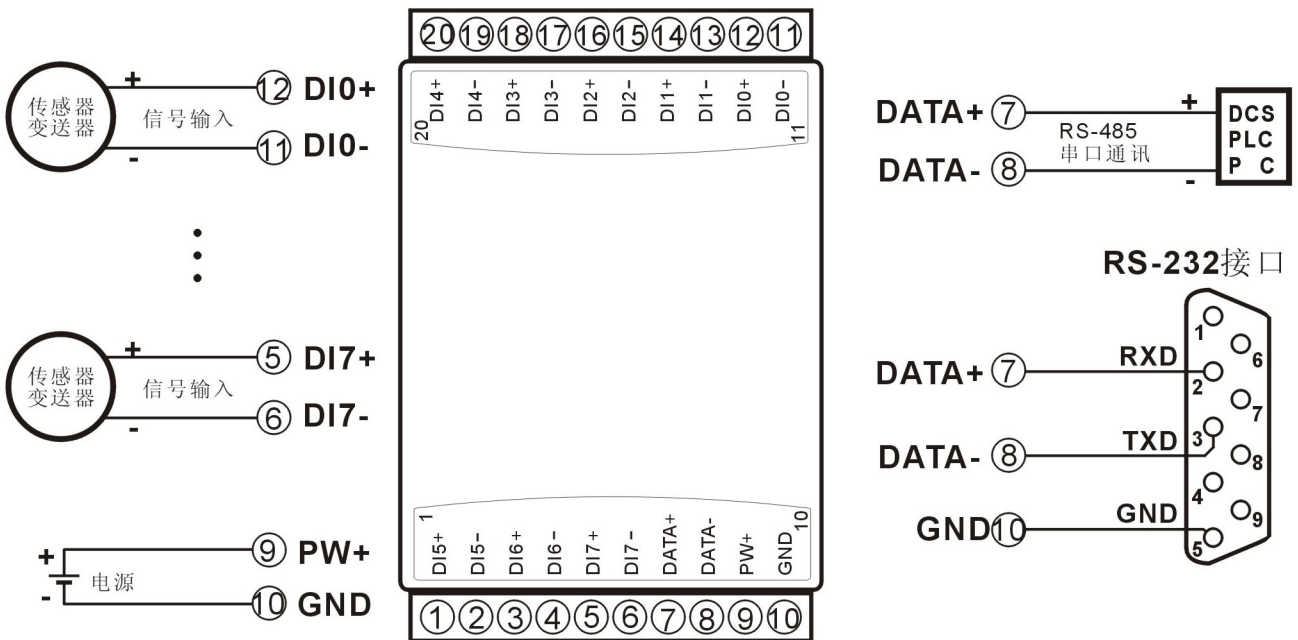 ⑳⑲⑱⑰⑯⑮⑭⑬⑫⑪
DI4+ DI4- DI3+ DI3- DI2+ DI2- DI1+ DI1- DI0+ DI0-
20 11
传感器
变送器
+
信号输入
-
⑫ DI0+
⑪ DI0-
传感器
变送器
+
信号输入
-
⑤ DI7+
⑥ DI7-
+
电源
-
⑨ PW+
⑩ GND
1 10
DI5+ DI5- DI6+ DI6- DI7+ DI7- DATA+ DATA- PW+ GND
①②③④⑤⑥⑦⑧⑨⑩
DATA+ ⑦
DATA- ⑧
+
RS-485
串口通讯
-
DCS
PLC
P C
RS-232接口
DATA+ ⑦ RXD
DATA- ⑧ TXD
GND⑩ GND
1
2
3
4
5
6
7
8
9